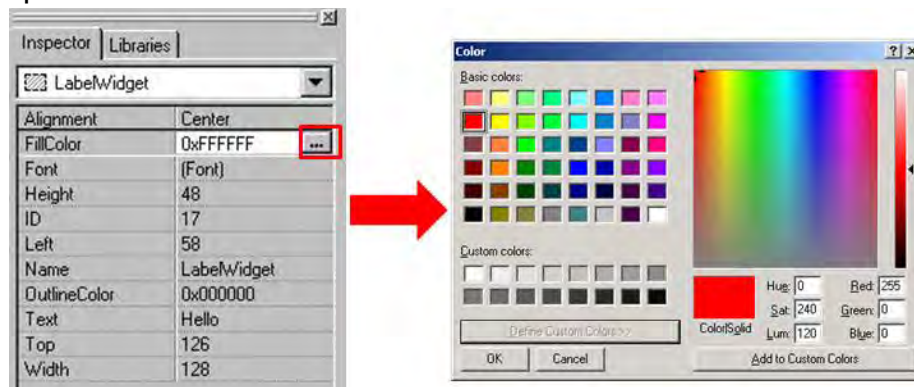 Inspector Libraries
LabelWidget
Alignment Center
FillColor 0xFFFFFF ...
Font (Font)
Height 48
ID 17
Left 58
Name LabelWidget
OutlineColor 0x000000
Text Hello
Top 126
Width 128
Color
Basic colors:
Custom colors:
Define Custom Colors >>
OK Cancel
Color|Solid
Hue: 0 Red: 255
Sat: 240 Green: 0
Lum: 120 Blue: 0
Add to Custom Colors